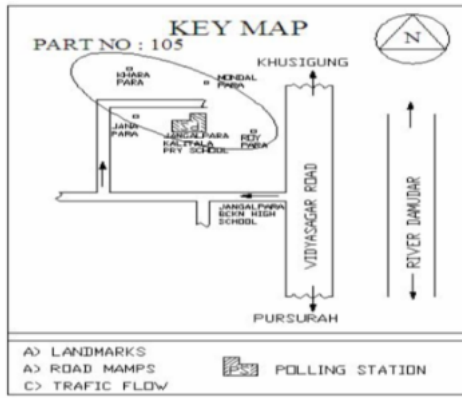 KEY MAP
PART NO : 105
N
KHUSIGUNG
KHARA
PARA
MONDAL
PARA
JANA
PARA
JANGALPARA
KALITALA
PRY SCHOOL
ROY
PARA
JANGALPARA
BCKN HIGH
SCHOOL
VIDYASAGAR ROAD
RIVER DAMUDAR
PURSURAH
A) LANDMARKS
A) ROAD MAMPS
C) TRAFIC FLOW
PS
POLLING STATION